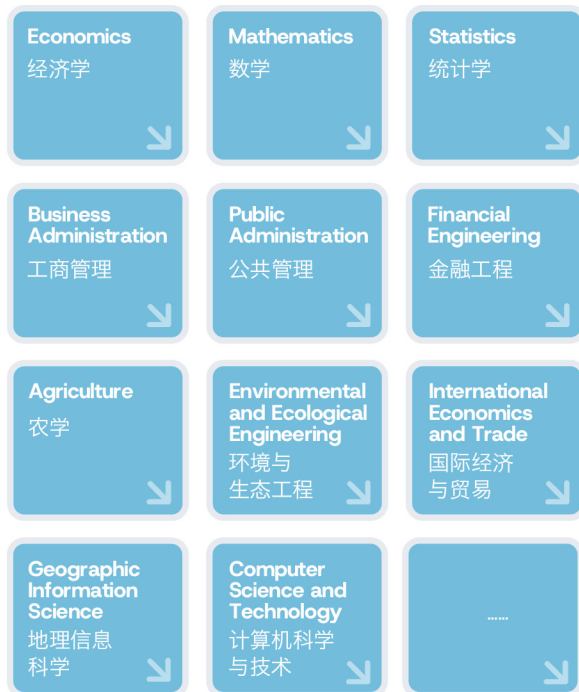 Economics
经济学
Mathematics
数学
Statistics
统计学
Business
Administration
工商管理
Public
Administration
公共管理
Financial
Engineering
金融工程
Agriculture
农学
Environmental
and Ecological
Engineering
环境与
生态工程
International
Economics
and Trade
国际经济
与贸易
Geographic
Information
Science
地理信息
科学
Computer
Science and
Technology
计算机科学
与技术
……